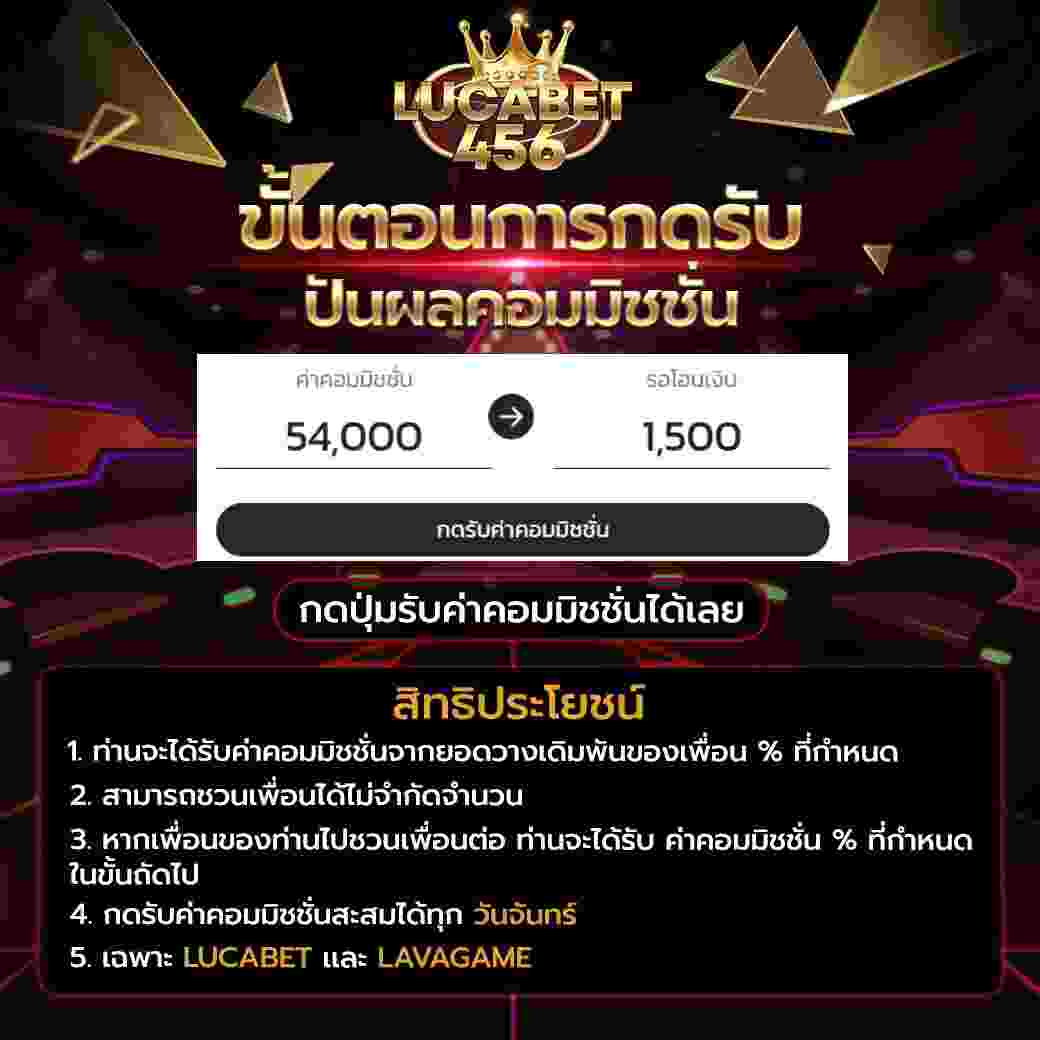 LUCABET
456
ขั้นตอนการกดรับ
ปันผลคอมมิชชั่น
ค่าคอมมิชชั่น
รอโอนเงิน
54,000
1,500
กดรับค่าคอมมิชชั่น
กดปุ่มรับค่าคอมมิชชั่นได้เลย
สิทธิประโยชน์
1. ท่านจะได้รับค่าคอมมิชชั่นจากยอดวางเดิมพันของเพื่อน % ที่กำหนด
2. สามารถชวนเพื่อนได้ไม่จำกัดจำนวน
3. หากเพื่อนของท่านไปชวนเพื่อนต่อ ท่านจะได้รับ ค่าคอมมิชชั่น % ที่กำหนด
ในขั้นถัดไป
4. กดรับค่าคอมมิชชั่นสะสมได้ทุก วันจันทร์
5. เฉพาะ LUCABET และ LAVAGAME